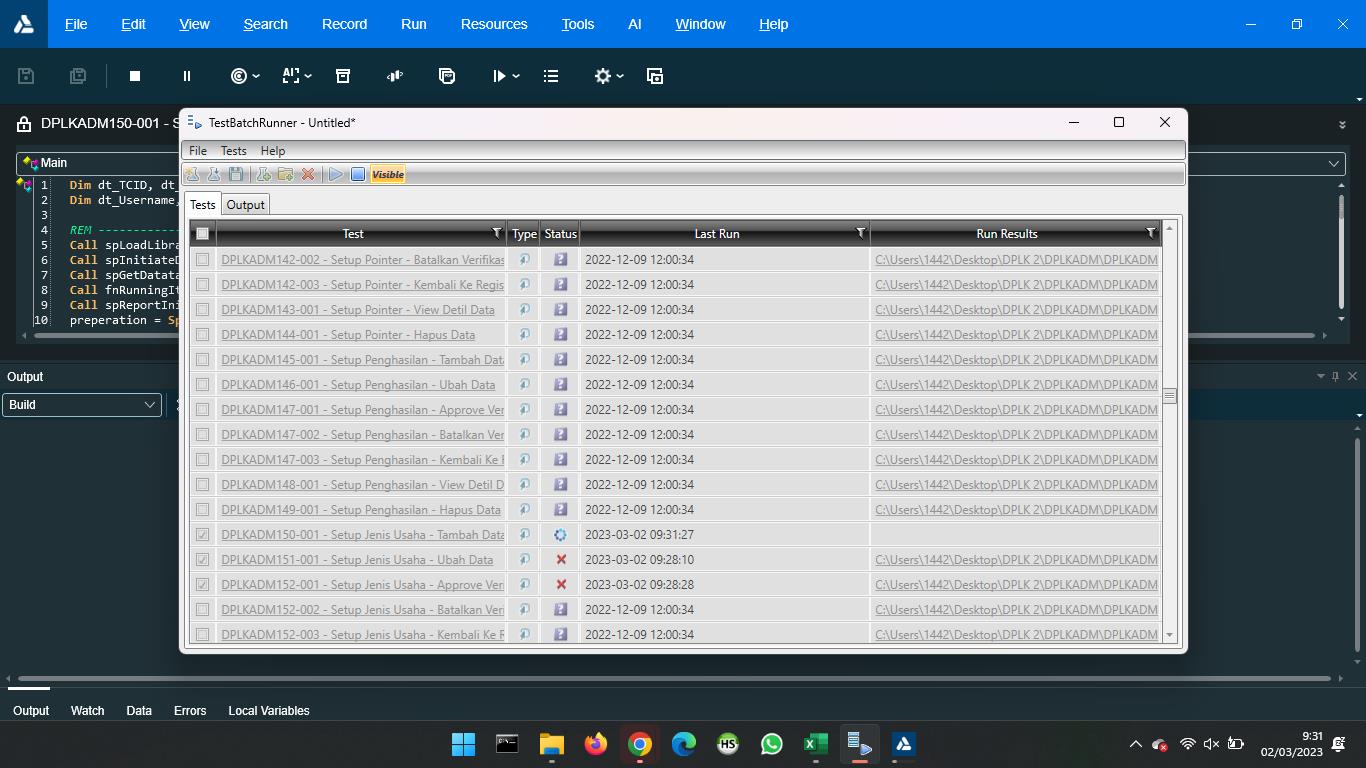 File Edit View Search Record Run Resources Tools AI Window Help
DPLKADM150-001 - S
TestBatchRunner - Untitled*
File Tests Help
Visible
Tests Output
Main
1 Dim dt_TCID, dt_
2 Dim dt_Username,
3
4 REM ------------
5 Call spLoadLibra
6 Call spInitiateD
7 Call spGetDatata
8 Call fnRunningIt
9 Call spReportIni
10 preperation = Sp
Test Type Status Last Run Run Results
DPLKADM142-002 - Setup Pointer - Batalkan Verifikas 2022-12-09 12:00:34 C:\Users\1442\Desktop\DPLK 2\DPLKADM\DPLKADM
DPLKADM142-003 - Setup Pointer - Kembali Ke Regis 2022-12-09 12:00:34 C:\Users\1442\Desktop\DPLK 2\DPLKADM\DPLKADM
DPLKADM143-001 - Setup Pointer - View Detil Data 2022-12-09 12:00:34 C:\Users\1442\Desktop\DPLK 2\DPLKADM\DPLKADM
DPLKADM144-001 - Setup Pointer - Hapus Data 2022-12-09 12:00:34 C:\Users\1442\Desktop\DPLK 2\DPLKADM\DPLKADM
DPLKADM145-001 - Setup Penghasilan - Tambah Dat 2022-12-09 12:00:34 C:\Users\1442\Desktop\DPLK 2\DPLKADM\DPLKADM
DPLKADM146-001 - Setup Penghasilan - Ubah Data 2022-12-09 12:00:34 C:\Users\1442\Desktop\DPLK 2\DPLKADM\DPLKADM
DPLKADM147-001 - Setup Penghasilan - Approve Ver 2022-12-09 12:00:34 C:\Users\1442\Desktop\DPLK 2\DPLKADM\DPLKADM
DPLKADM147-002 - Setup Penghasilan - Batalkan Ver 2022-12-09 12:00:34 C:\Users\1442\Desktop\DPLK 2\DPLKADM\DPLKADM
DPLKADM147-003 - Setup Penghasilan - Kembali Ke F 2022-12-09 12:00:34 C:\Users\1442\Desktop\DPLK 2\DPLKADM\DPLKADM
DPLKADM148-001 - Setup Penghasilan - View Detil D 2022-12-09 12:00:34 C:\Users\1442\Desktop\DPLK 2\DPLKADM\DPLKADM
DPLKADM149-001 - Setup Penghasilan - Hapus Data 2022-12-09 12:00:34 C:\Users\1442\Desktop\DPLK 2\DPLKADM\DPLKADM
DPLKADM150-001 - Setup Jenis Usaha - Tambah Data 2023-03-02 09:31:27
DPLKADM151-001 - Setup Jenis Usaha - Ubah Data 2023-03-02 09:28:10 C:\Users\1442\Desktop\DPLK 2\DPLKADM\DPLKADM
DPLKADM152-001 - Setup Jenis Usaha - Approve Veri 2023-03-02 09:28:28 C:\Users\1442\Desktop\DPLK 2\DPLKADM\DPLKADM
DPLKADM152-002 - Setup Jenis Usaha - Batalkan Veri 2022-12-09 12:00:34 C:\Users\1442\Desktop\DPLK 2\DPLKADM\DPLKADM
DPLKADM152-003 - Setup Jenis Usaha - Kembali Ke R 2022-12-09 12:00:34 C:\Users\1442\Desktop\DPLK 2\DPLKADM\DPLKADM
Output
Build
Output Watch Data Errors Local Variables
HS
9:31
02/03/2023